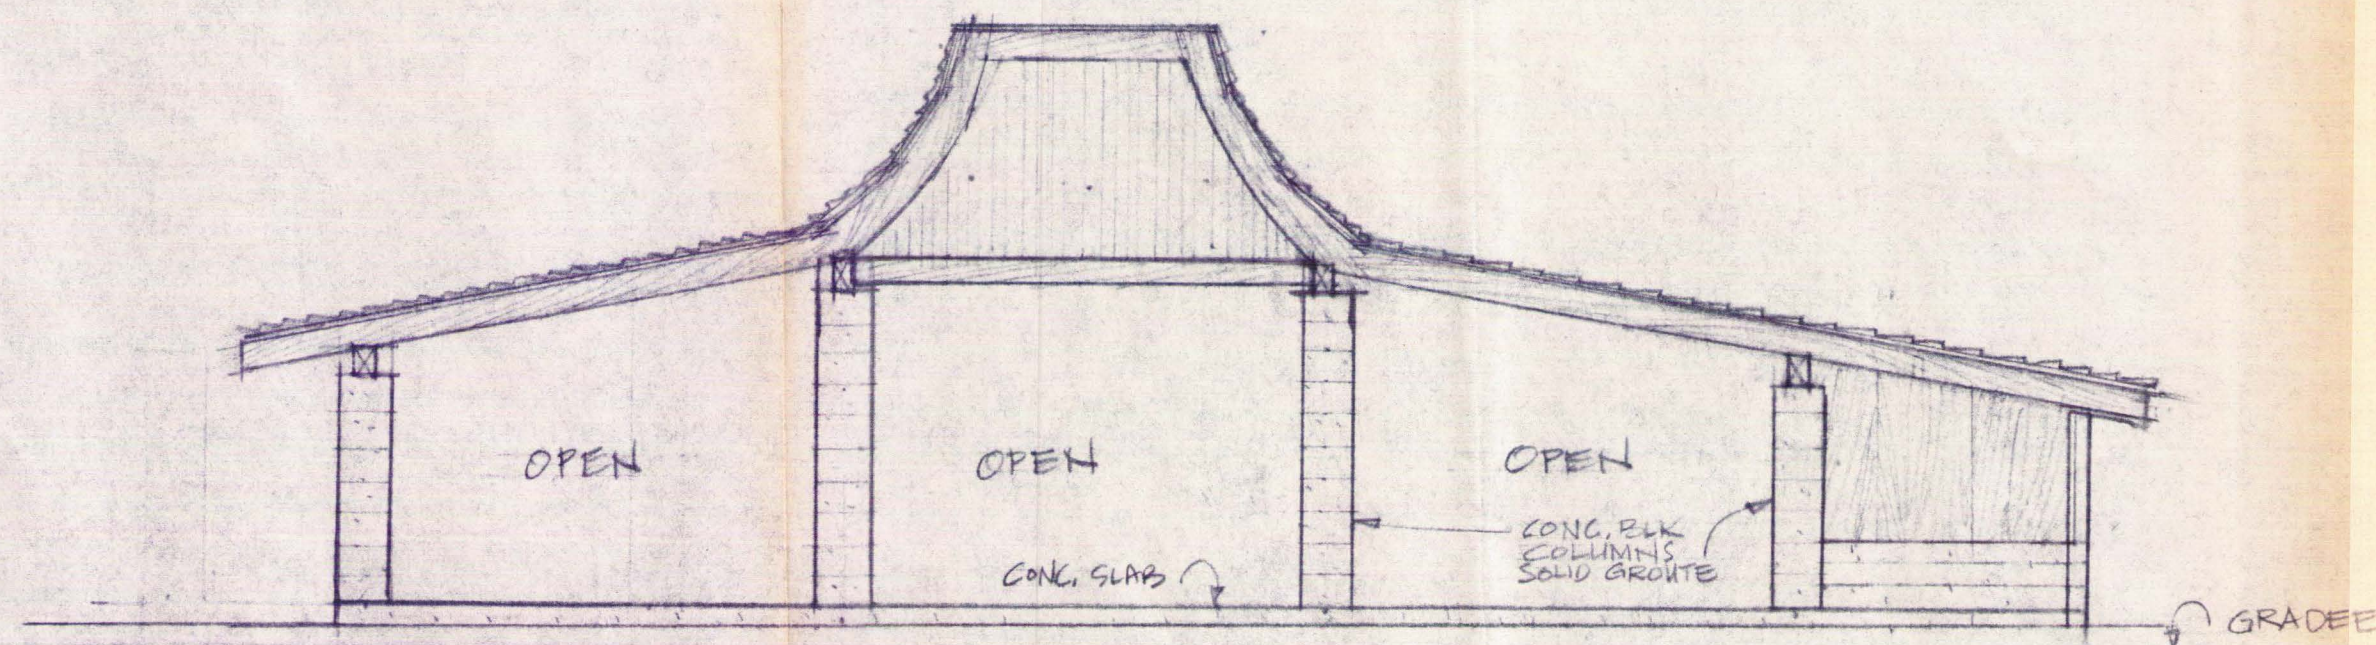 OPEN
OPEN
OPEN
CONC. BLK
COLUMNS
SOLID GROUTE
CONC. SLAB
GRADEE